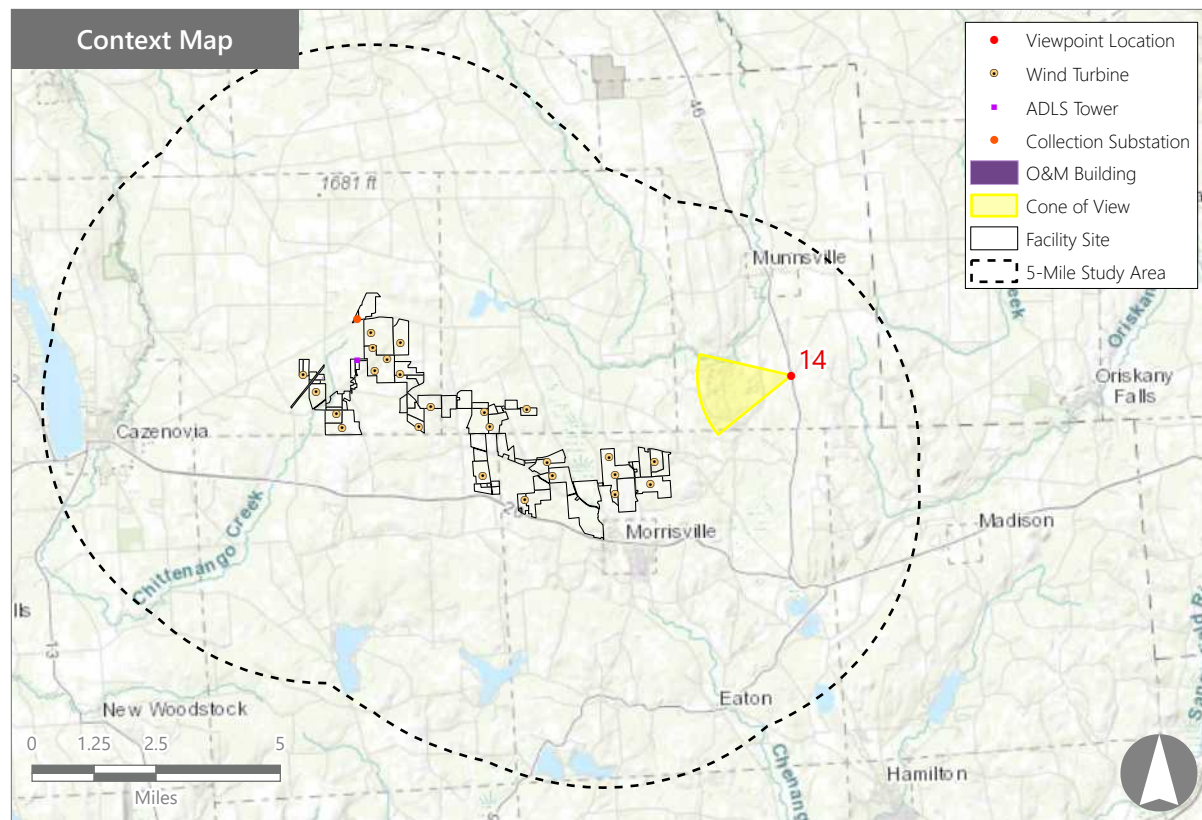 Context Map
Viewpoint Location
Wind Turbine
ADLS Tower
Collection Substation
O&M Building
Cone of View
Facility Site
5-Mile Study Area
46
1681 ft
Munnsville
14
Oriskany
Falls
Cazenovia
Chittenango Creek
20
Morrisville
Madison
13
Eaton
New Woodstock
Hamilton
0 1.25 2.5 5
Miles